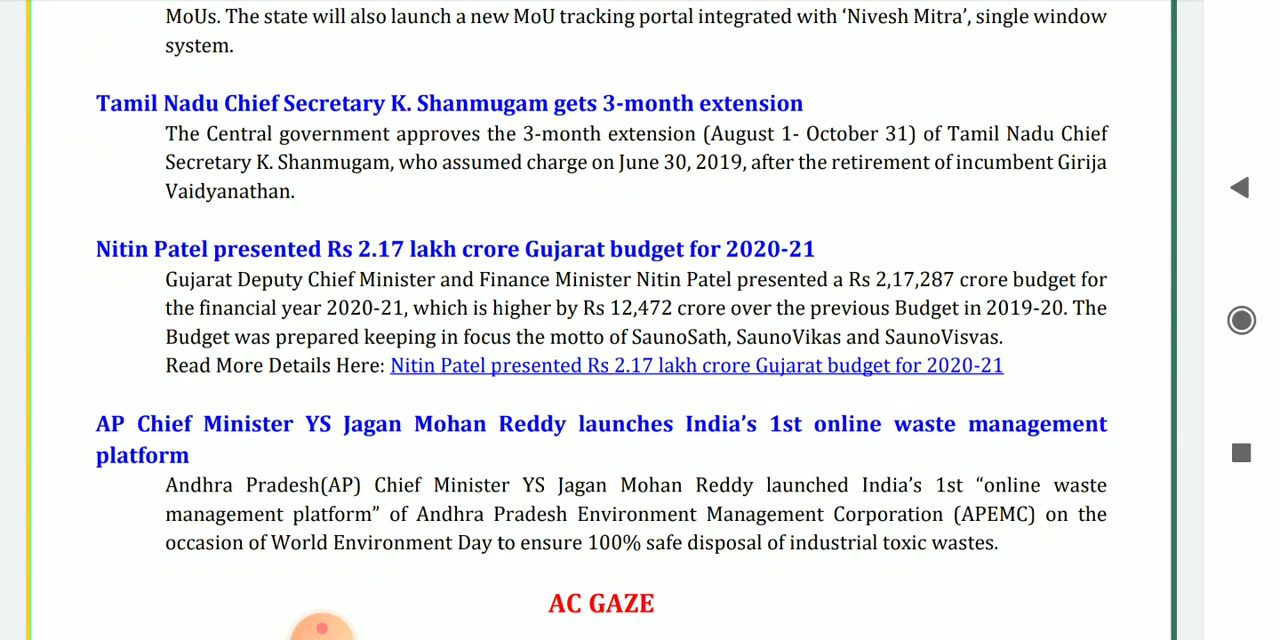 MoUs. The state will also launch a new MoU tracking portal integrated with ‘Nivesh Mitra’, single window
system.
Tamil Nadu Chief Secretary K. Shanmugam gets 3-month extension
The Central government approves the 3-month extension (August 1- October 31) of Tamil Nadu Chief
Secretary K. Shanmugam, who assumed charge on June 30, 2019, after the retirement of incumbent Girija
Vaidyanathan.
Nitin Patel presented Rs 2.17 lakh crore Gujarat budget for 2020-21
Gujarat Deputy Chief Minister and Finance Minister Nitin Patel presented a Rs 2,17,287 crore budget for
the financial year 2020-21, which is higher by Rs 12,472 crore over the previous Budget in 2019-20. The
Budget was prepared keeping in focus the motto of SaunoSath, SaunoVikas and SaunoVisvas.
Read More Details Here: Nitin Patel presented Rs 2.17 lakh crore Gujarat budget for 2020-21
AP Chief Minister YS Jagan Mohan Reddy launches India’s 1st online waste management
platform
Andhra Pradesh(AP) Chief Minister YS Jagan Mohan Reddy launched India’s 1st “online waste
management platform” of Andhra Pradesh Environment Management Corporation (APEMC) on the
occasion of World Environment Day to ensure 100% safe disposal of industrial toxic wastes.
AC GAZE